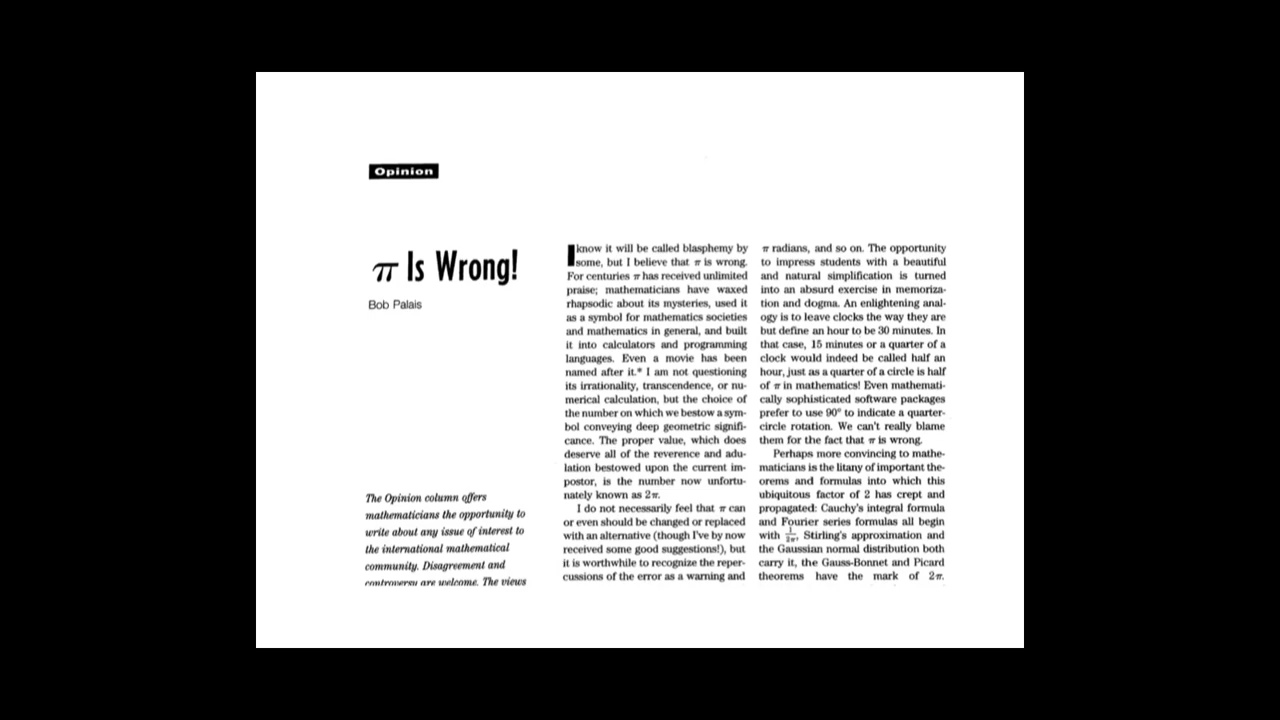 Opinion
π Is Wrong!
Bob Palais
The Opinion column offers
mathematicians the opportunity to
write about any issue of interest to
the international mathematical
community. Disagreement and
controversy are welcome. The views
I know it will be called blasphemy by
some, but I believe that π is wrong.
For centuries π has received unlimited
praise; mathematicians have waxed
rhapsodic about its mysteries, used it
as a symbol for mathematics societies
and mathematics in general, and built
it into calculators and programming
languages. Even a movie has been
named after it.* I am not questioning
its irrationality, transcendence, or nu-
merical calculation, but the choice of
the number on which we bestow a sym-
bol conveying deep geometric signifi-
cance. The proper value, which does
deserve all of the reverence and adu-
lation bestowed upon the current im-
postor, is the number now unfortu-
nately known as 2π.
I do not necessarily feel that π can
or even should be changed or replaced
with an alternative (though I've by now
received some good suggestions!), but
it is worthwhile to recognize the reper-
cussions of the error as a warning and
π radians, and so on. The opportunity
to impress students with a beautiful
and natural simplification is turned
into an absurd exercise in memoriza-
tion and dogma. An enlightening anal-
ogy is to leave clocks the way they are
but define an hour to be 30 minutes. In
that case, 15 minutes or a quarter of a
clock would indeed be called half an
hour, just as a quarter of a circle is half
of π in mathematics! Even mathemati-
cally sophisticated software packages
prefer to use 90° to indicate a quarter-
circle rotation. We can't really blame
them for the fact that π is wrong.
Perhaps more convincing to mathe-
maticians is the litany of important the-
orems and formulas into which this
ubiquitous factor of 2 has crept and
propagated: Cauchy's integral formula
and Fourier series formulas all begin
with 1/2π, Stirling's approximation and
the Gaussian normal distribution both
carry it, the Gauss-Bonnet and Picard
theorems have the mark of 2π.